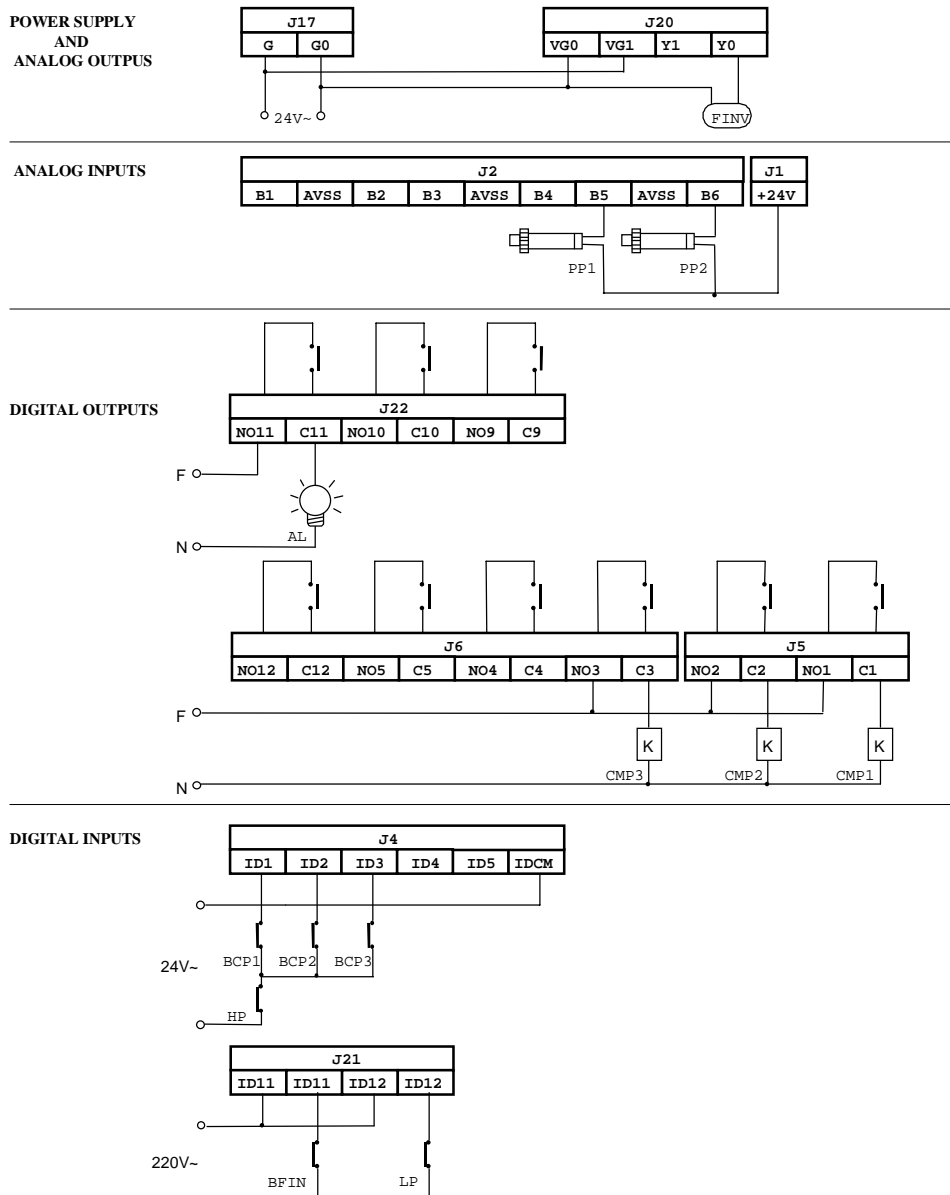 POWER SUPPLY
AND
ANALOG OUTPUS
J17
G G0
J20
VG0 VG1 Y1 Y0
24V~
FINV
ANALOG INPUTS
J2
B1 AVSS B2 B3 AVSS B4 B5 AVSS B6
J1
+24V
PP1 PP2
DIGITAL OUTPUTS
J22
NO11 C11 NO10 C10 NO9 C9
F
AL
N
J6
NO12 C12 NO5 C5 NO4 C4 NO3 C3
J5
NO2 C2 NO1 C1
F
K K K
CMP3 CMP2 CMP1
N
DIGITAL INPUTS
J4
ID1 ID2 ID3 ID4 ID5 IDCM
24V~
BCP1 BCP2 BCP3
HP
J21
ID11 ID11 ID12 ID12
220V~
BFIN LP